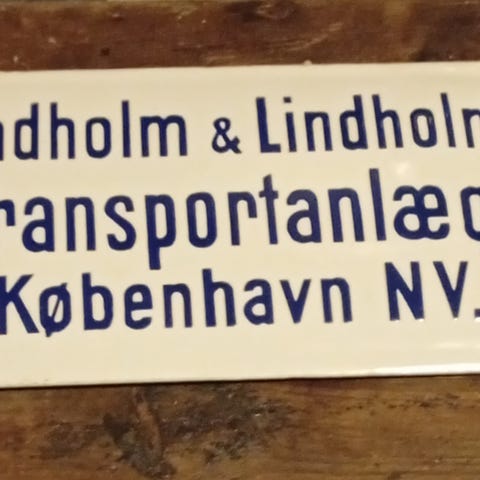 ndholm & Lindholm
ransportanlæg
København NV.